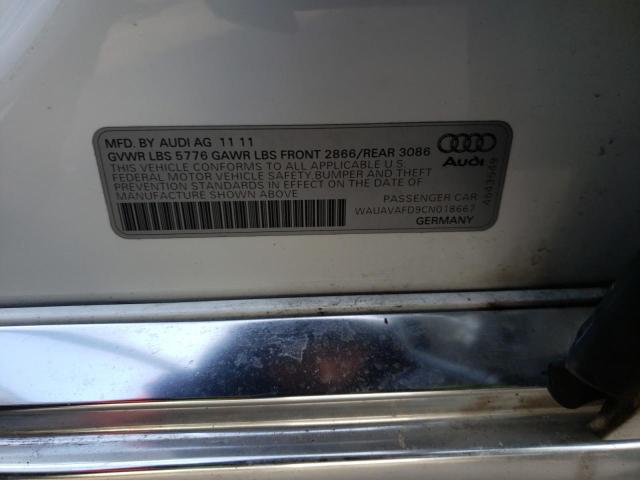 MFD. BY AUDI AG 11 11
GVWR LBS 5776 GAWR LBS FRONT 2866/REAR 3086
THIS VEHICLE CONFORMS TO ALL APPLICABLE U.S.
FEDERAL MOTOR VEHICLE SAFETY, BUMPER AND THEFT
PREVENTION STANDARDS IN EFFECT ON THE DATE OF
MANUFACTURE SHOWN ABOVE
PASSENGER CAR
WAUAVAFD9CN018667
GERMANY
Audi